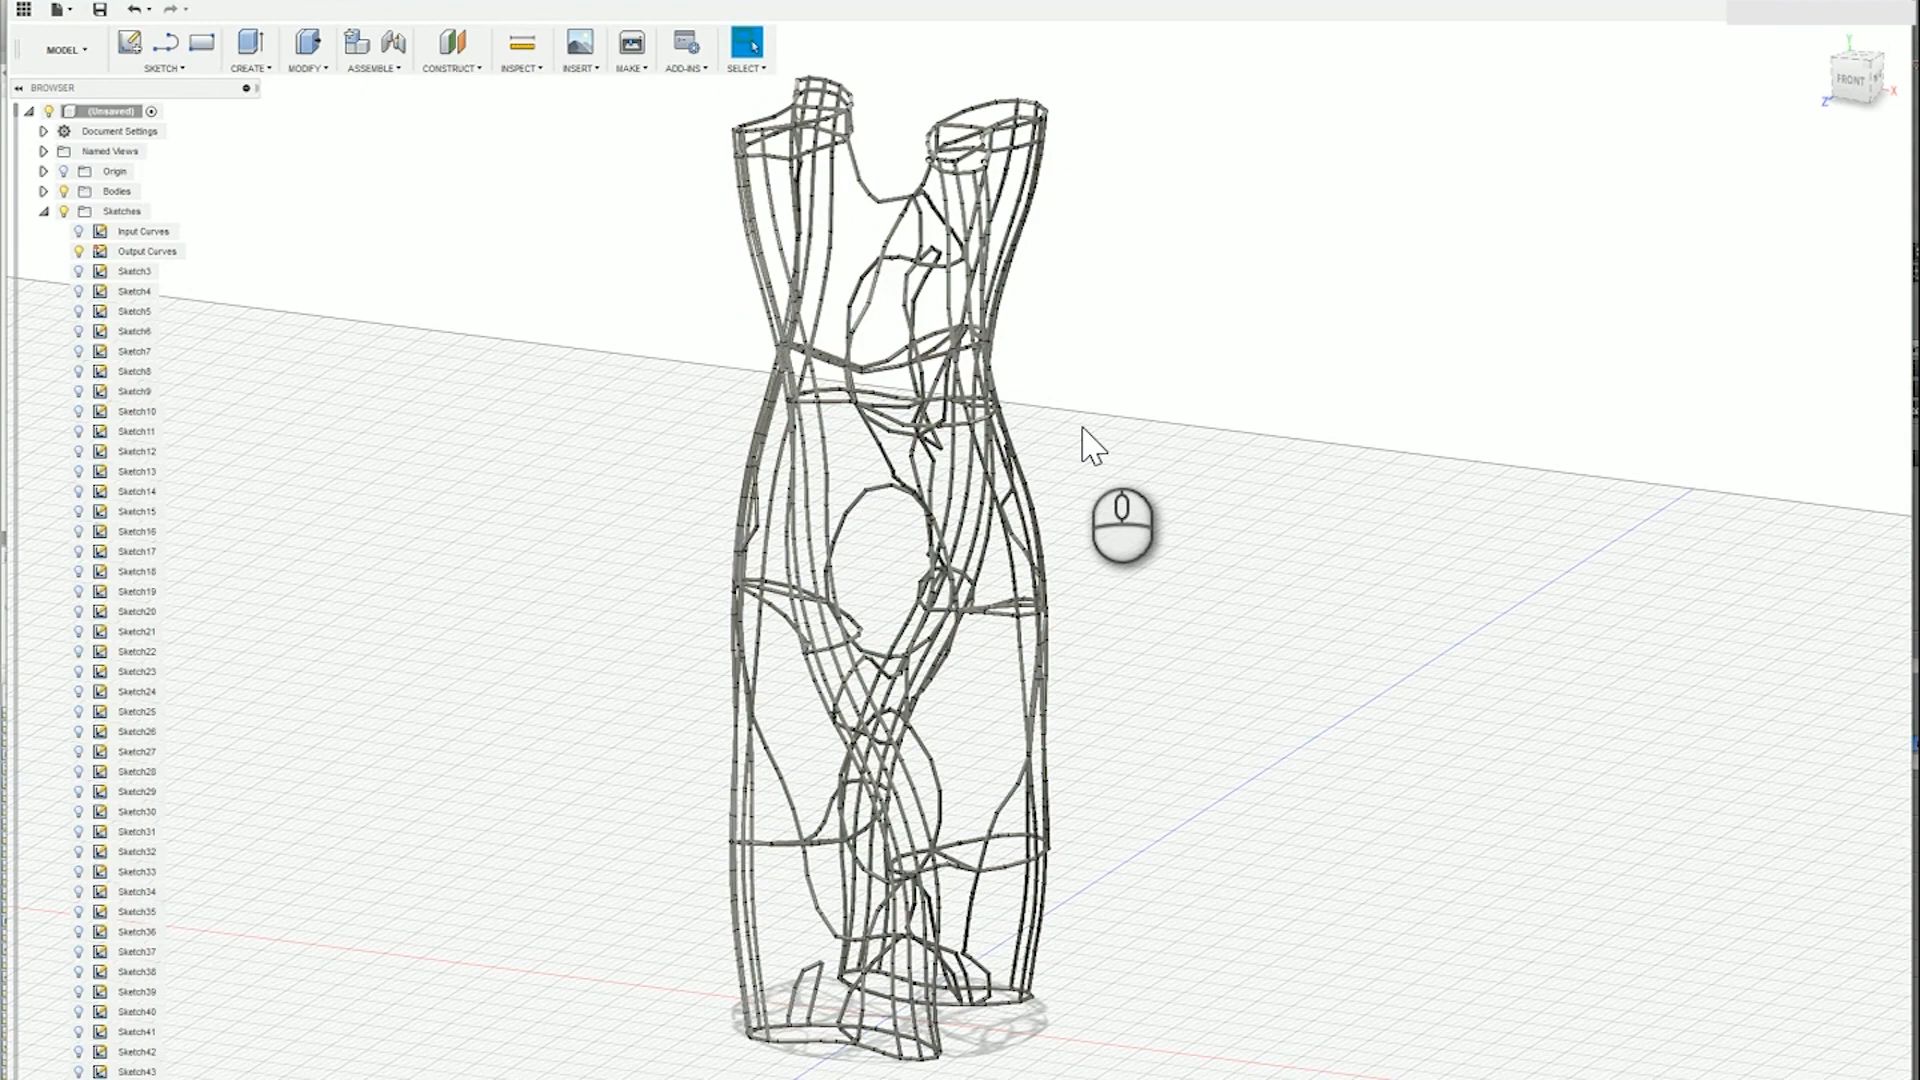 MODEL
SKETCH CREATE MODIFY ASSEMBLE CONSTRUCT INSPECT INSERT MAKE ADD-INS SELECT
BROWSER
(Unsaved)
Document Settings
Named Views
Origin
Bodies
Sketches
Input Curves
Output Curves
Sketch3
Sketch4
Sketch5
Sketch6
Sketch7
Sketch8
Sketch9
Sketch10
Sketch11
Sketch12
Sketch13
Sketch14
Sketch15
Sketch16
Sketch17
Sketch18
Sketch19
Sketch20
Sketch21
Sketch22
Sketch23
Sketch24
Sketch25
Sketch26
Sketch27
Sketch28
Sketch29
Sketch30
Sketch31
Sketch32
Sketch33
Sketch34
Sketch35
Sketch36
Sketch37
Sketch38
Sketch39
Sketch40
Sketch41
Sketch42
Sketch43
Y
FRONT
X
Z